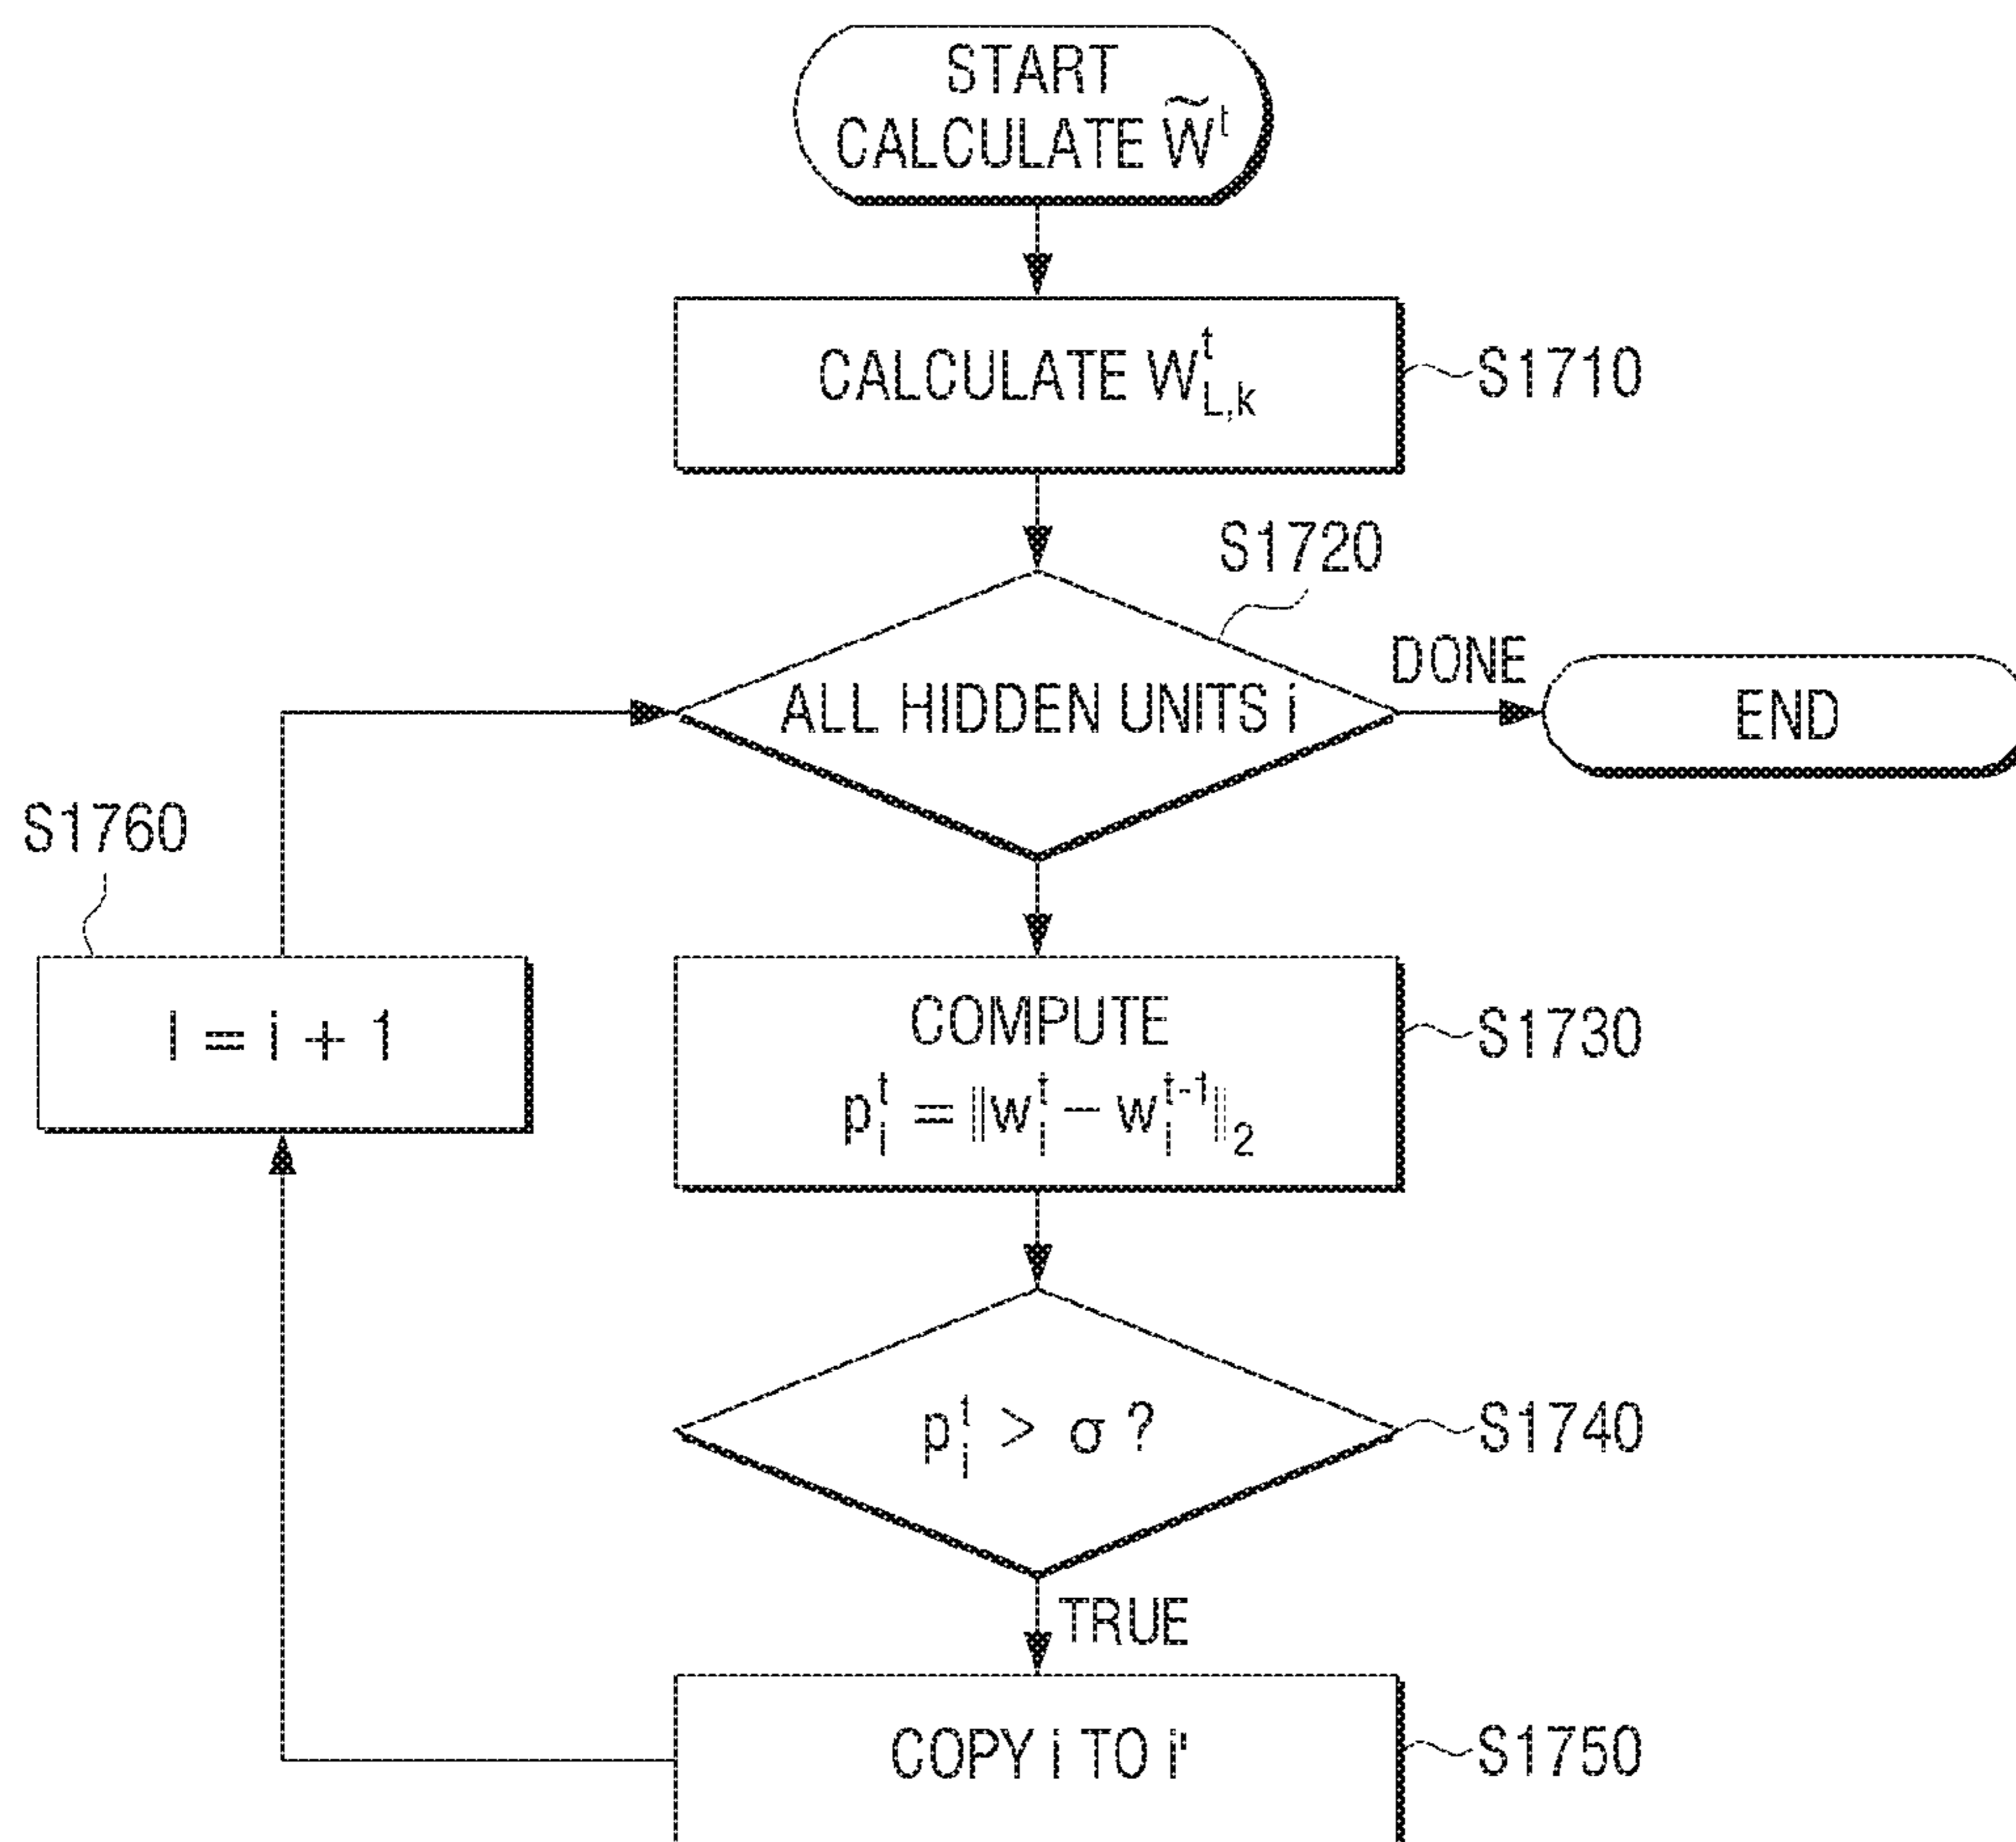 START
CALCULATE W̃ᵗ
CALCULATE Wᵗ_L,k
S1710
S1720
ALL HIDDEN UNITS i
DONE
END
S1760
I = i + 1
COMPUTE
pᵢᵗ = ‖wᵢᵗ − wᵢᵗ⁻¹‖₂
S1730
pᵢᵗ > σ ?
S1740
TRUE
COPY i TO i'
S1750